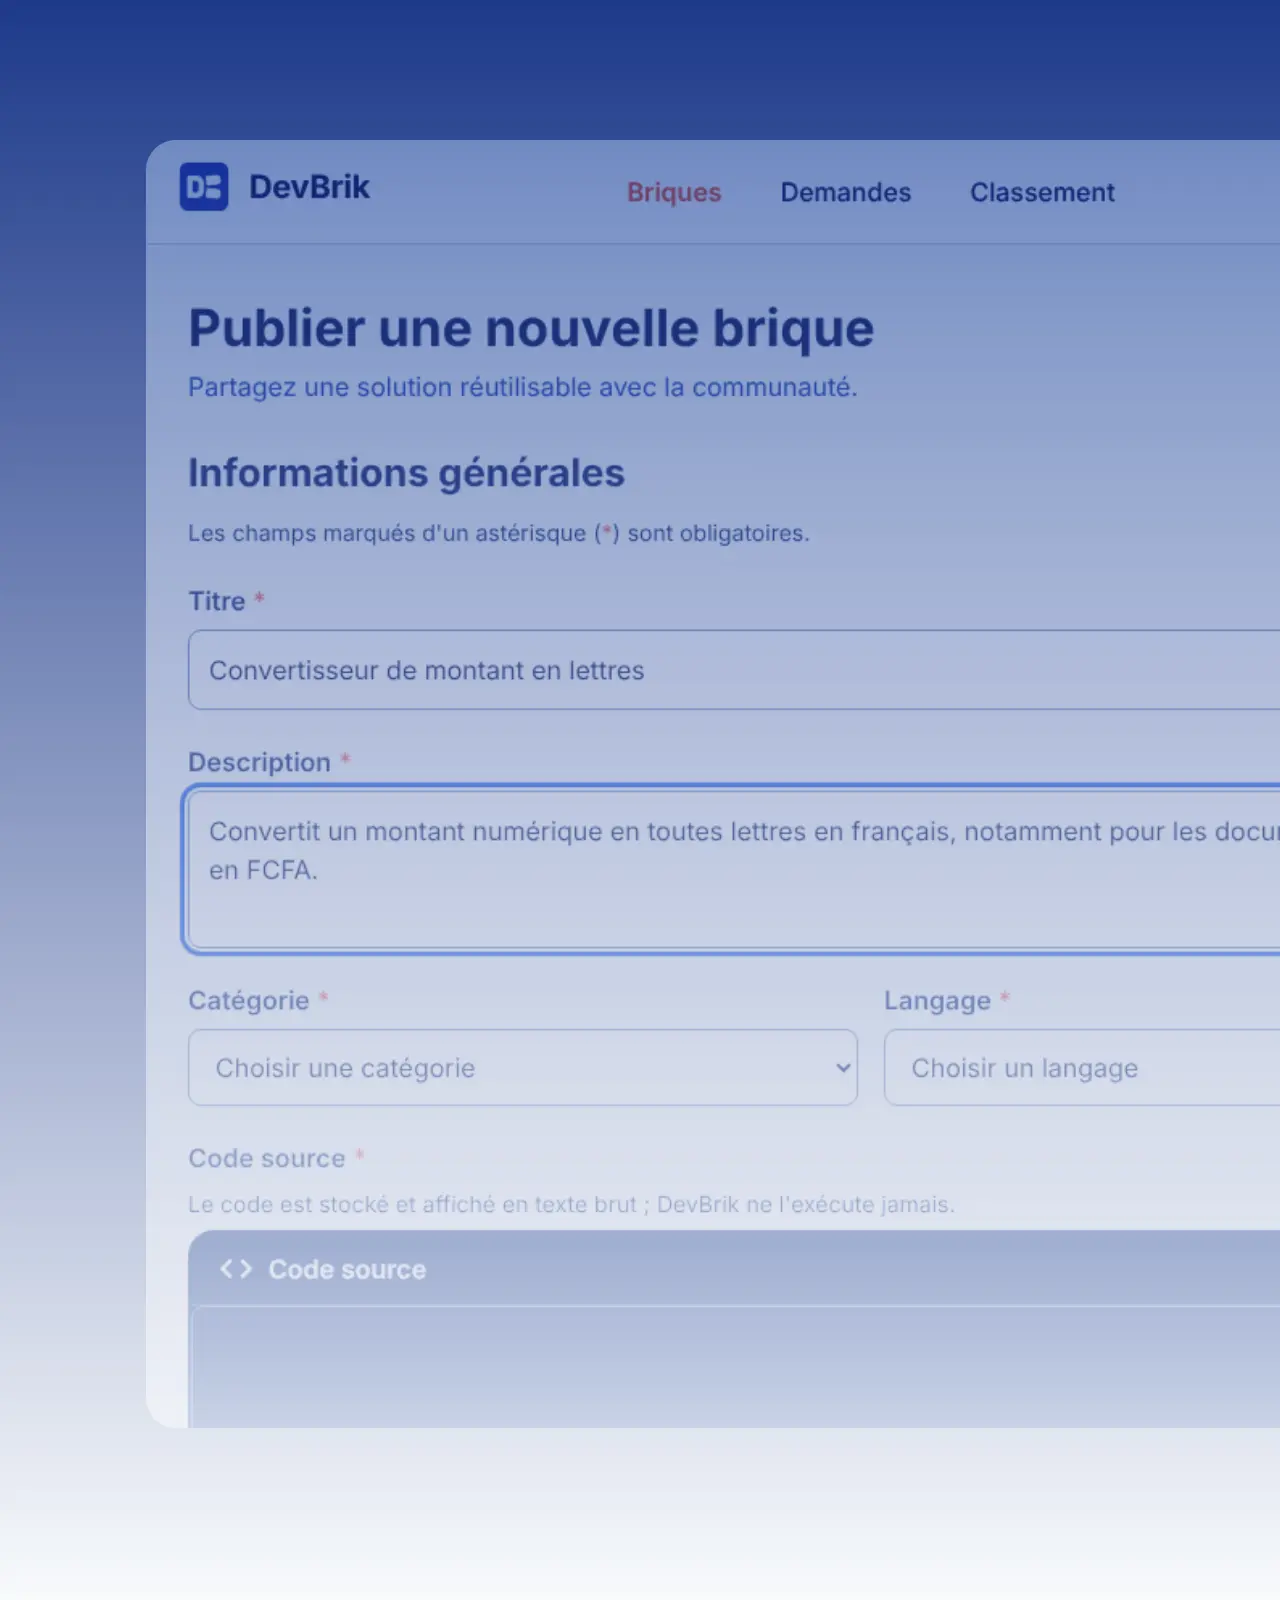 DevBrik
Briques Demandes Classement
Publier une nouvelle brique
Partagez une solution réutilisable avec la communauté.
Informations générales
Les champs marqués d'un astérisque (*) sont obligatoires.
Titre *
Convertisseur de montant en lettres
Description *
Convertit un montant numérique en toutes lettres en français, notamment pour les
en FCFA.
Catégorie * Langage *
Choisir une catégorie Choisir un langage
Code source *
Le code est stocké et affiché en texte brut ; DevBrik ne l'exécute jamais.
<> Code source